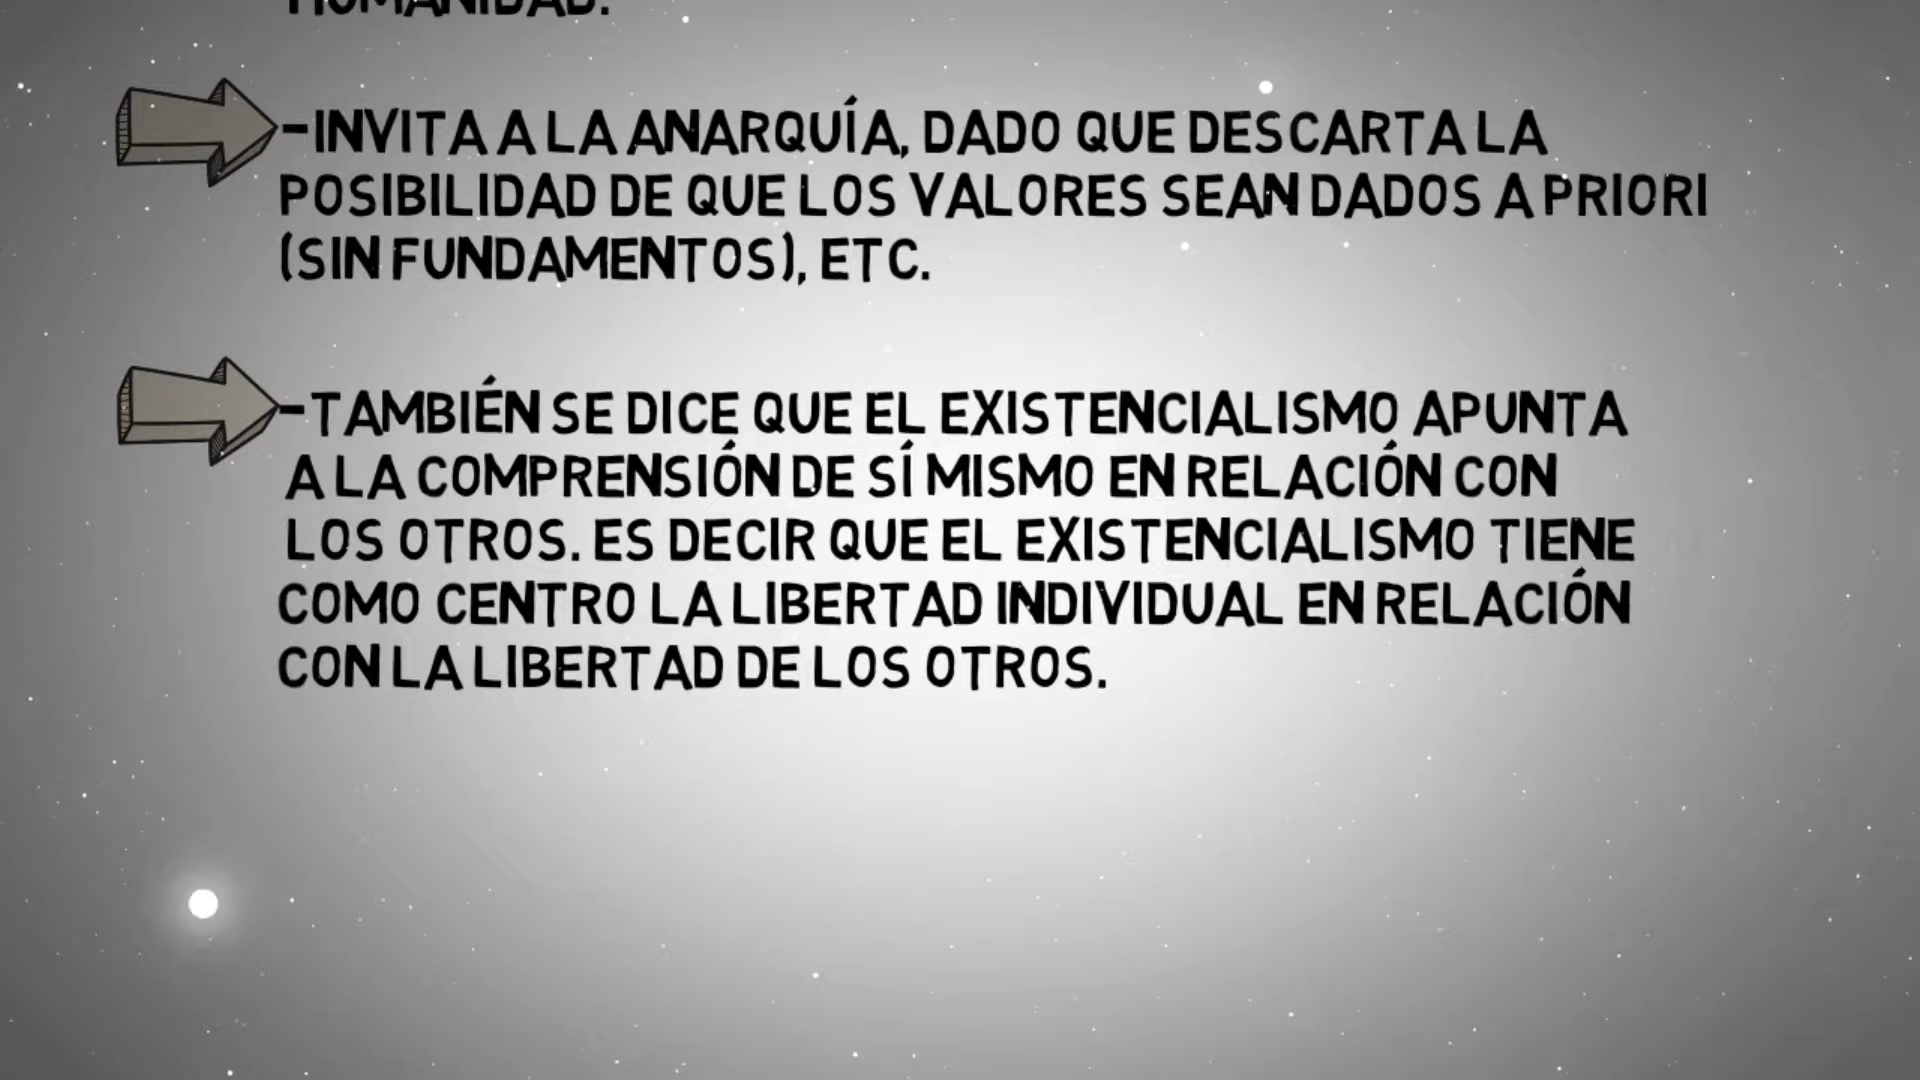 HUMANIDAD.
-INVITA A LA ANARQUÍA, DADO QUE DESCARTA LA
POSIBILIDAD DE QUE LOS VALORES SEAN DADOS A PRIORI
(SIN FUNDAMENTOS), ETC.
-TAMBIÉN SE DICE QUE EL EXISTENCIALISMO APUNTA
A LA COMPRENSIÓN DE SÍ MISMO EN RELACIÓN CON
LOS OTROS. ES DECIR QUE EL EXISTENCIALISMO TIENE
COMO CENTRO LA LIBERTAD INDIVIDUAL EN RELACIÓN
CON LA LIBERTAD DE LOS OTROS.